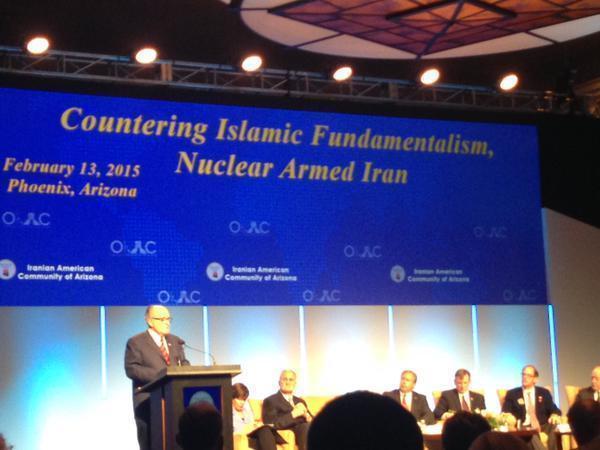 Countering Islamic Fundamentalism,
Nuclear Armed Iran
February 13, 2015
Phoenix, Arizona
OIAC
OIAC
OIAC
OIAC
OIAC
Iranian American
Community of Arizona
Iranian American
Community of Arizona
Iranian American
Community of Arizona
OIAC
OIAC
OIAC